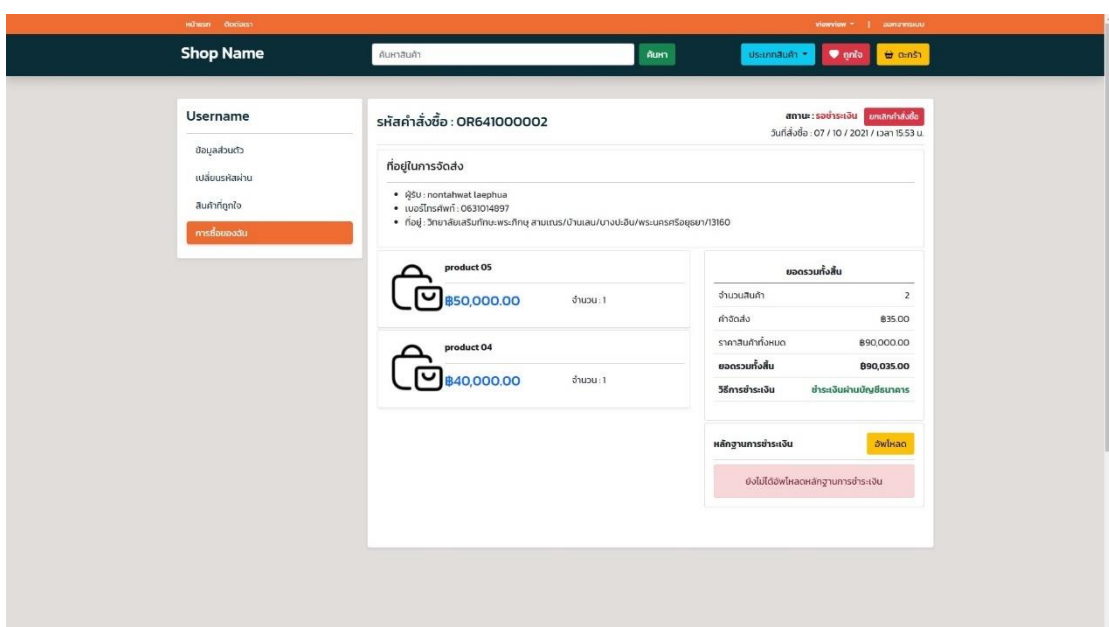 หน้าแรก ติดต่อเรา
viewview | ออกจากระบบ
Shop Name
ค้นหาสินค้า
ค้นหา
ประเภทสินค้า
ถูกใจ
ตะกร้า
Username
ข้อมูลส่วนตัว
เปลี่ยนรหัสผ่าน
สินค้าที่ถูกใจ
การซื้อของฉัน
รหัสคำสั่งซื้อ : OR641000002
สถานะ : รอชำระเงิน ยกเลิกคำสั่งซื้อ
วันที่สั่งซื้อ : 07 / 10 / 2021 / เวลา 15:53 น.
ที่อยู่ในการจัดส่ง
ผู้รับ : nontahwat laephua
เบอร์โทรศัพท์ : 0631014897
ที่อยู่ : วิทยาลัยเสริมทักษะพระภิกษุ สามเณร/บ้านเลน/บางปะอิน/พระนครศรีอยุธยา/13160
product 05
฿50,000.00 จำนวน : 1
product 04
฿40,000.00 จำนวน : 1
ยอดรวมทั้งสิ้น
จำนวนสินค้า 2
ค่าจัดส่ง ฿35.00
ราคาสินค้าทั้งหมด ฿90,000.00
ยอดรวมทั้งสิ้น ฿90,035.00
วิธีการชำระเงิน ชำระเงินผ่านบัญชีธนาคาร
หลักฐานการชำระเงิน อัพโหลด
ยังไม่ได้อัพโหลดหลักฐานการชำระเงิน